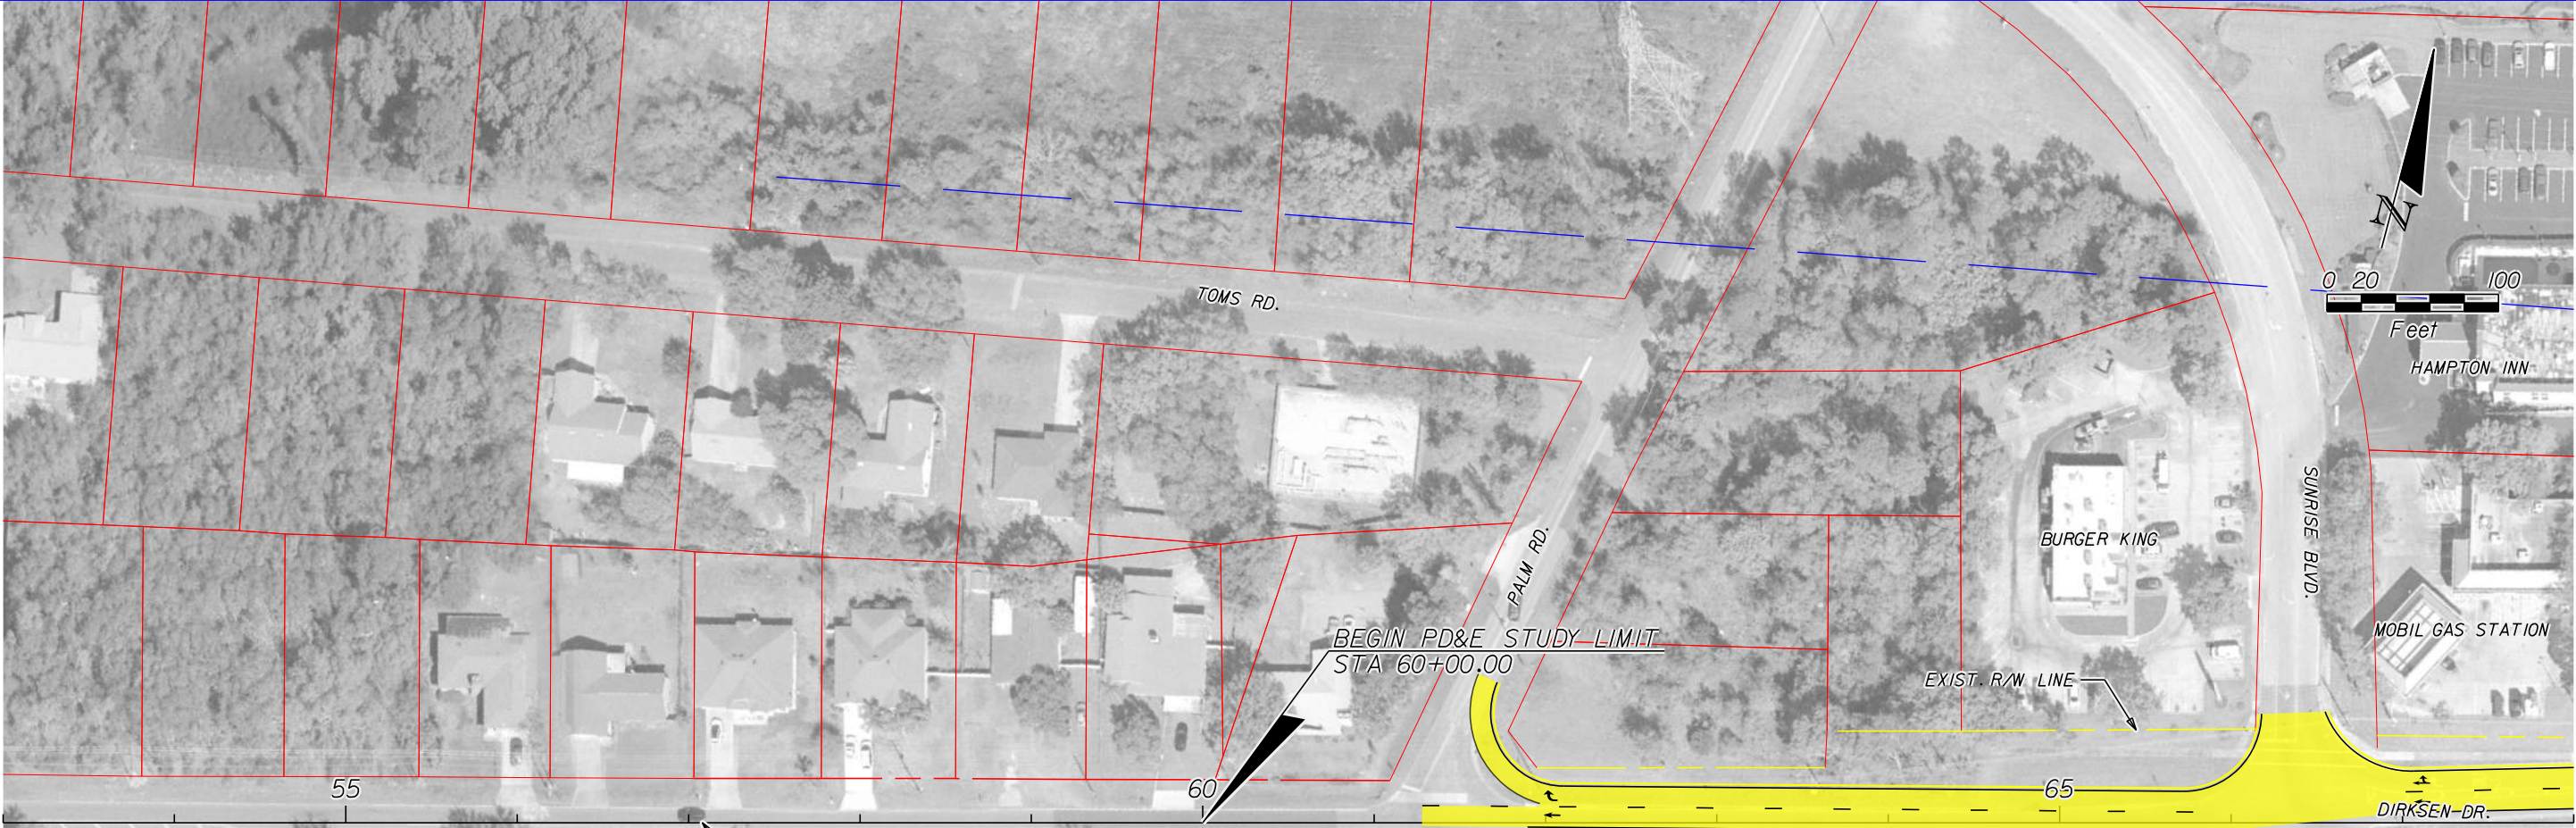 TOMS RD.
N
0 20 100
Feet
HAMPTON INN
PALM RD.
BURGER KING
SUNRISE BLVD.
BEGIN PD&E STUDY LIMIT
STA 60+00.00
MOBIL GAS STATION
EXIST. R/W LINE
55
60
65
DIRKSEN DR.